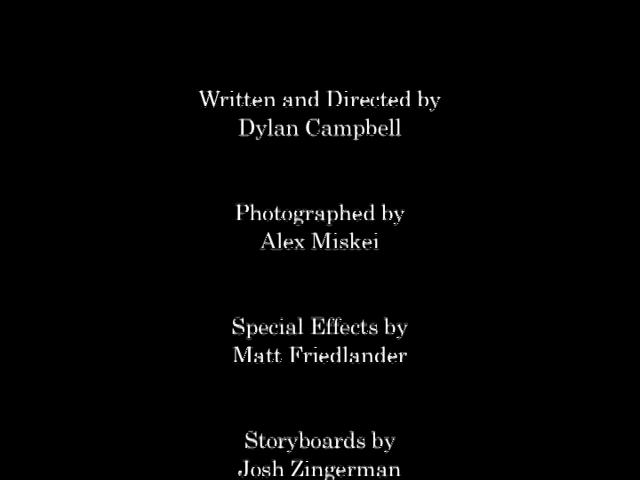 Written and Directed by
Dylan Campbell
Photographed by
Alex Miskei
Special Effects by
Matt Friedlander
Storyboards by
Josh Zingerman